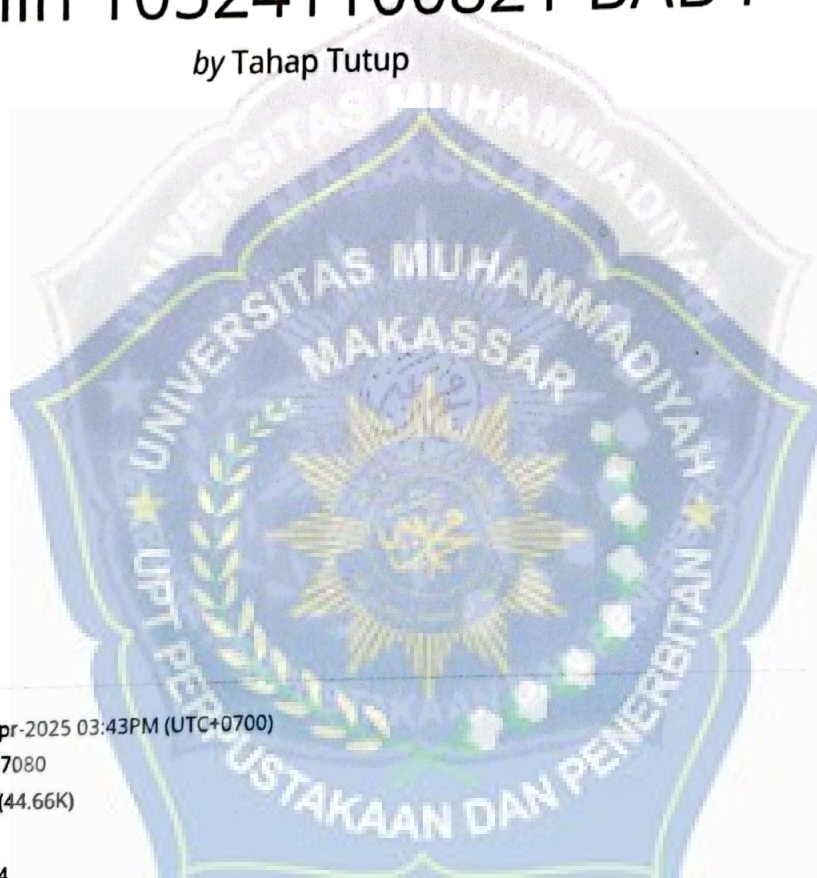 by Tahap Tutup
UNIVERSITAS MUHAMMADIYAH
MAKASSAR
UNIVERSITAS MUHAMMADIYAH
MAKASSAR
pr-2025 03:43PM (UTC+0700)
7080
(44.66K)
UPT PERPUSTAKAAN DAN PENERBITAN